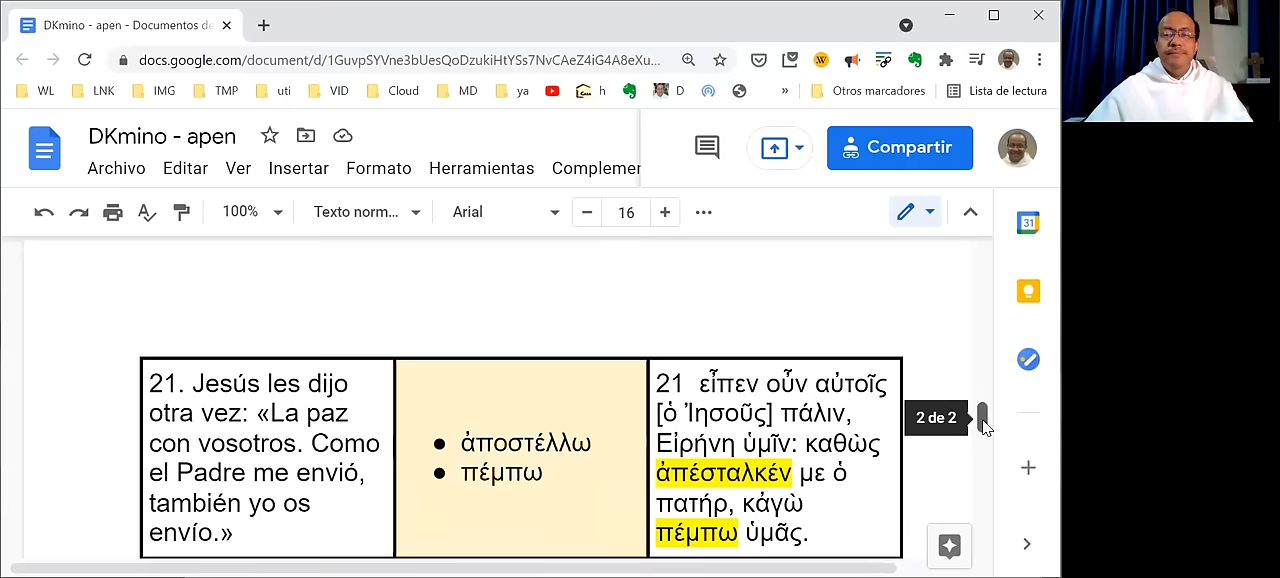 DKmino - apen - Documentos de
docs.google.com/document/d/1GuvpSYVne3bUesQoDzutiHtYSs7NvCAeZ4iG4A8eXu...
WL LNK IMG TMP uti VID Cloud MD ya h D » Otros marcadores Lista de lectura
DKmino - apen
Compartir
Archivo Editar Ver Insertar Formato Herramientas Complemen
100% Texto norm... Arial 16
31
21. Jesús les dijo
otra vez: «La paz
con vosotros. Como
el Padre me envió,
también yo os
envío.»
ἀποστέλλω
πέμπω
21 εἶπεν οὖν αὐτοῖς
[ὁ Ἰησοῦς] πάλιν,
Εἰρήνη ὑμῖν: καθὼς
ἀπέσταλκέν με ὁ
πατήρ, κἀγὼ
πέμπω ὑμᾶς.
2 de 2